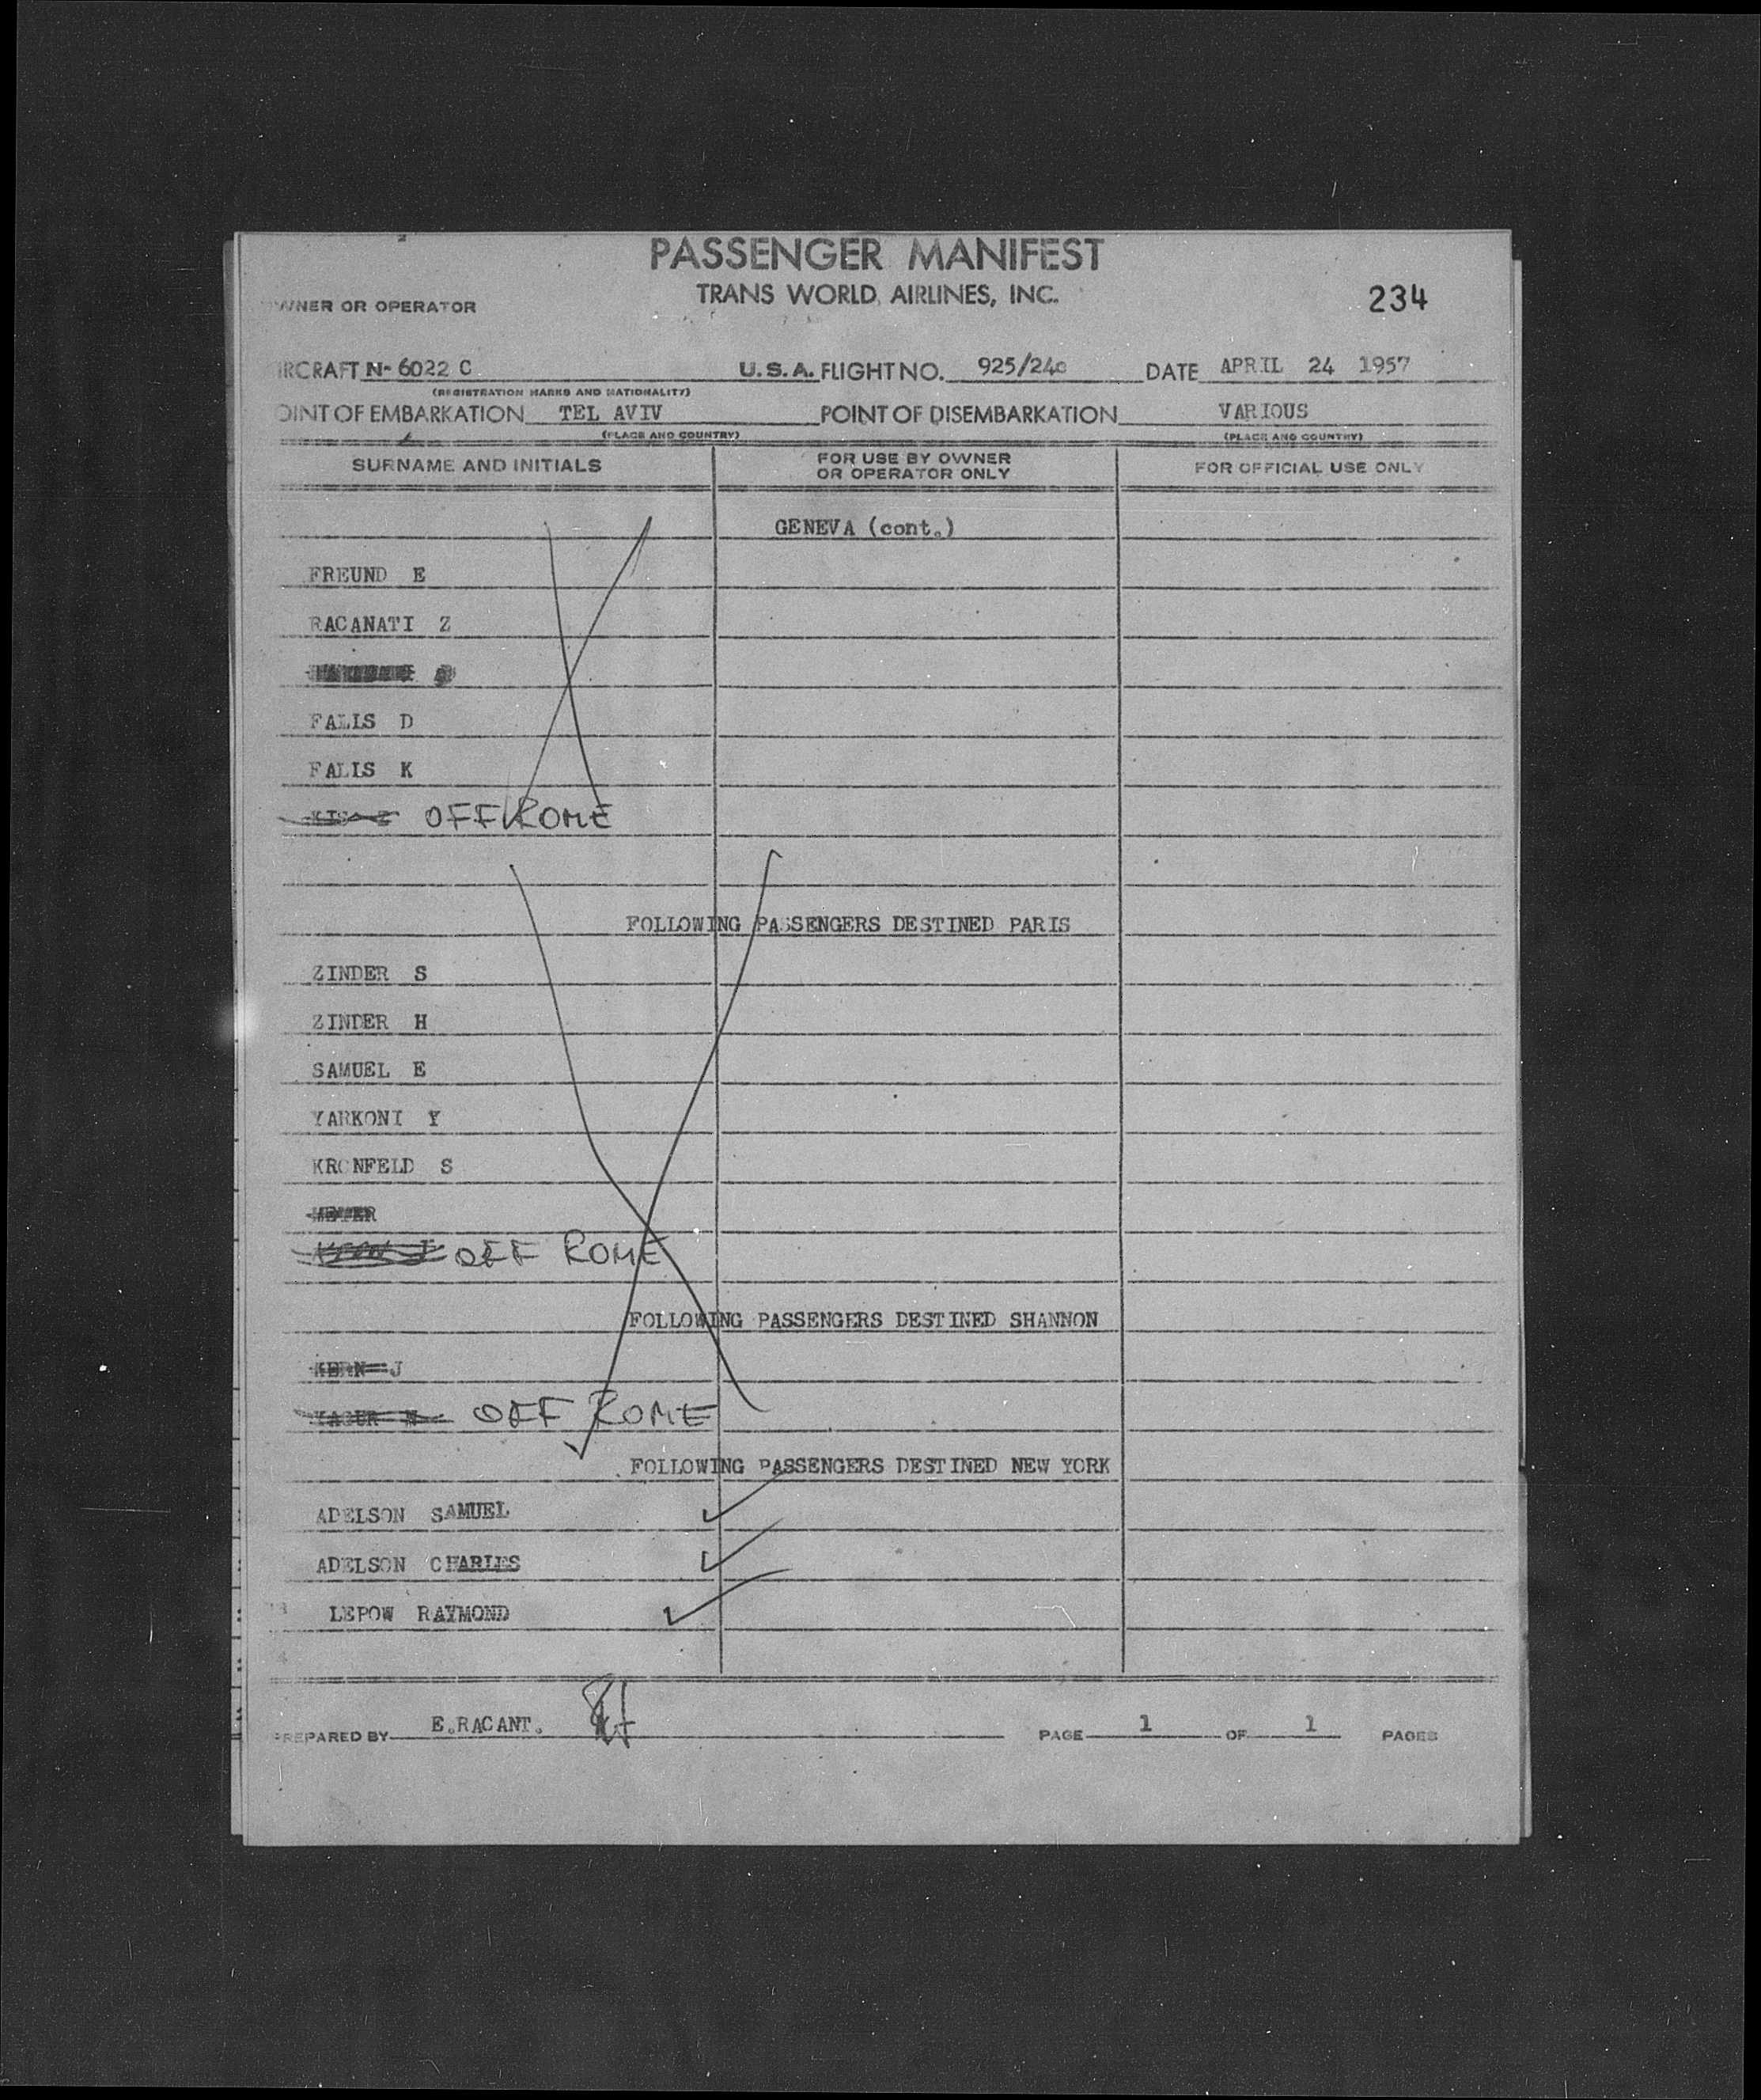 PASSENGER MANIFEST
TRANS WORLD AIRLINES, INC.
234
WNER OR OPERATOR
IRCRAFT N- 6022 C U.S.A. FLIGHT NO. 925/24 DATE APRIL 24 1957
(REGISTRATION MARKS AND NATIONALITY)
OINT OF EMBARKATION TEL AVIV POINT OF DISEMBARKATION VARIOUS
(PLACE AND COUNTRY) (PLACE AND COUNTRY)
SURNAME AND INITIALS FOR USE BY OWNER OR OPERATOR ONLY FOR OFFICIAL USE ONLY
GENEVA (cont.)
FREUND E
RACANATI Z
FALIS D
FALIS K
OFF ROME
FOLLOWING PASSENGERS DESTINED PARIS
ZINDER S
ZINDER H
SAMUEL E
YARKONI Y
KRONFELD S
OFF ROME
FOLLOWING PASSENGERS DESTINED SHANNON
KERN J
YAGUR OFF ROME
FOLLOWING PASSENGERS DESTINED NEW YORK
ADELSON SAMUEL
ADELSON CHARLES
LEPOW RAYMOND
REPARED BY E.RACANT. PAGE 1 OF 1 PAGES